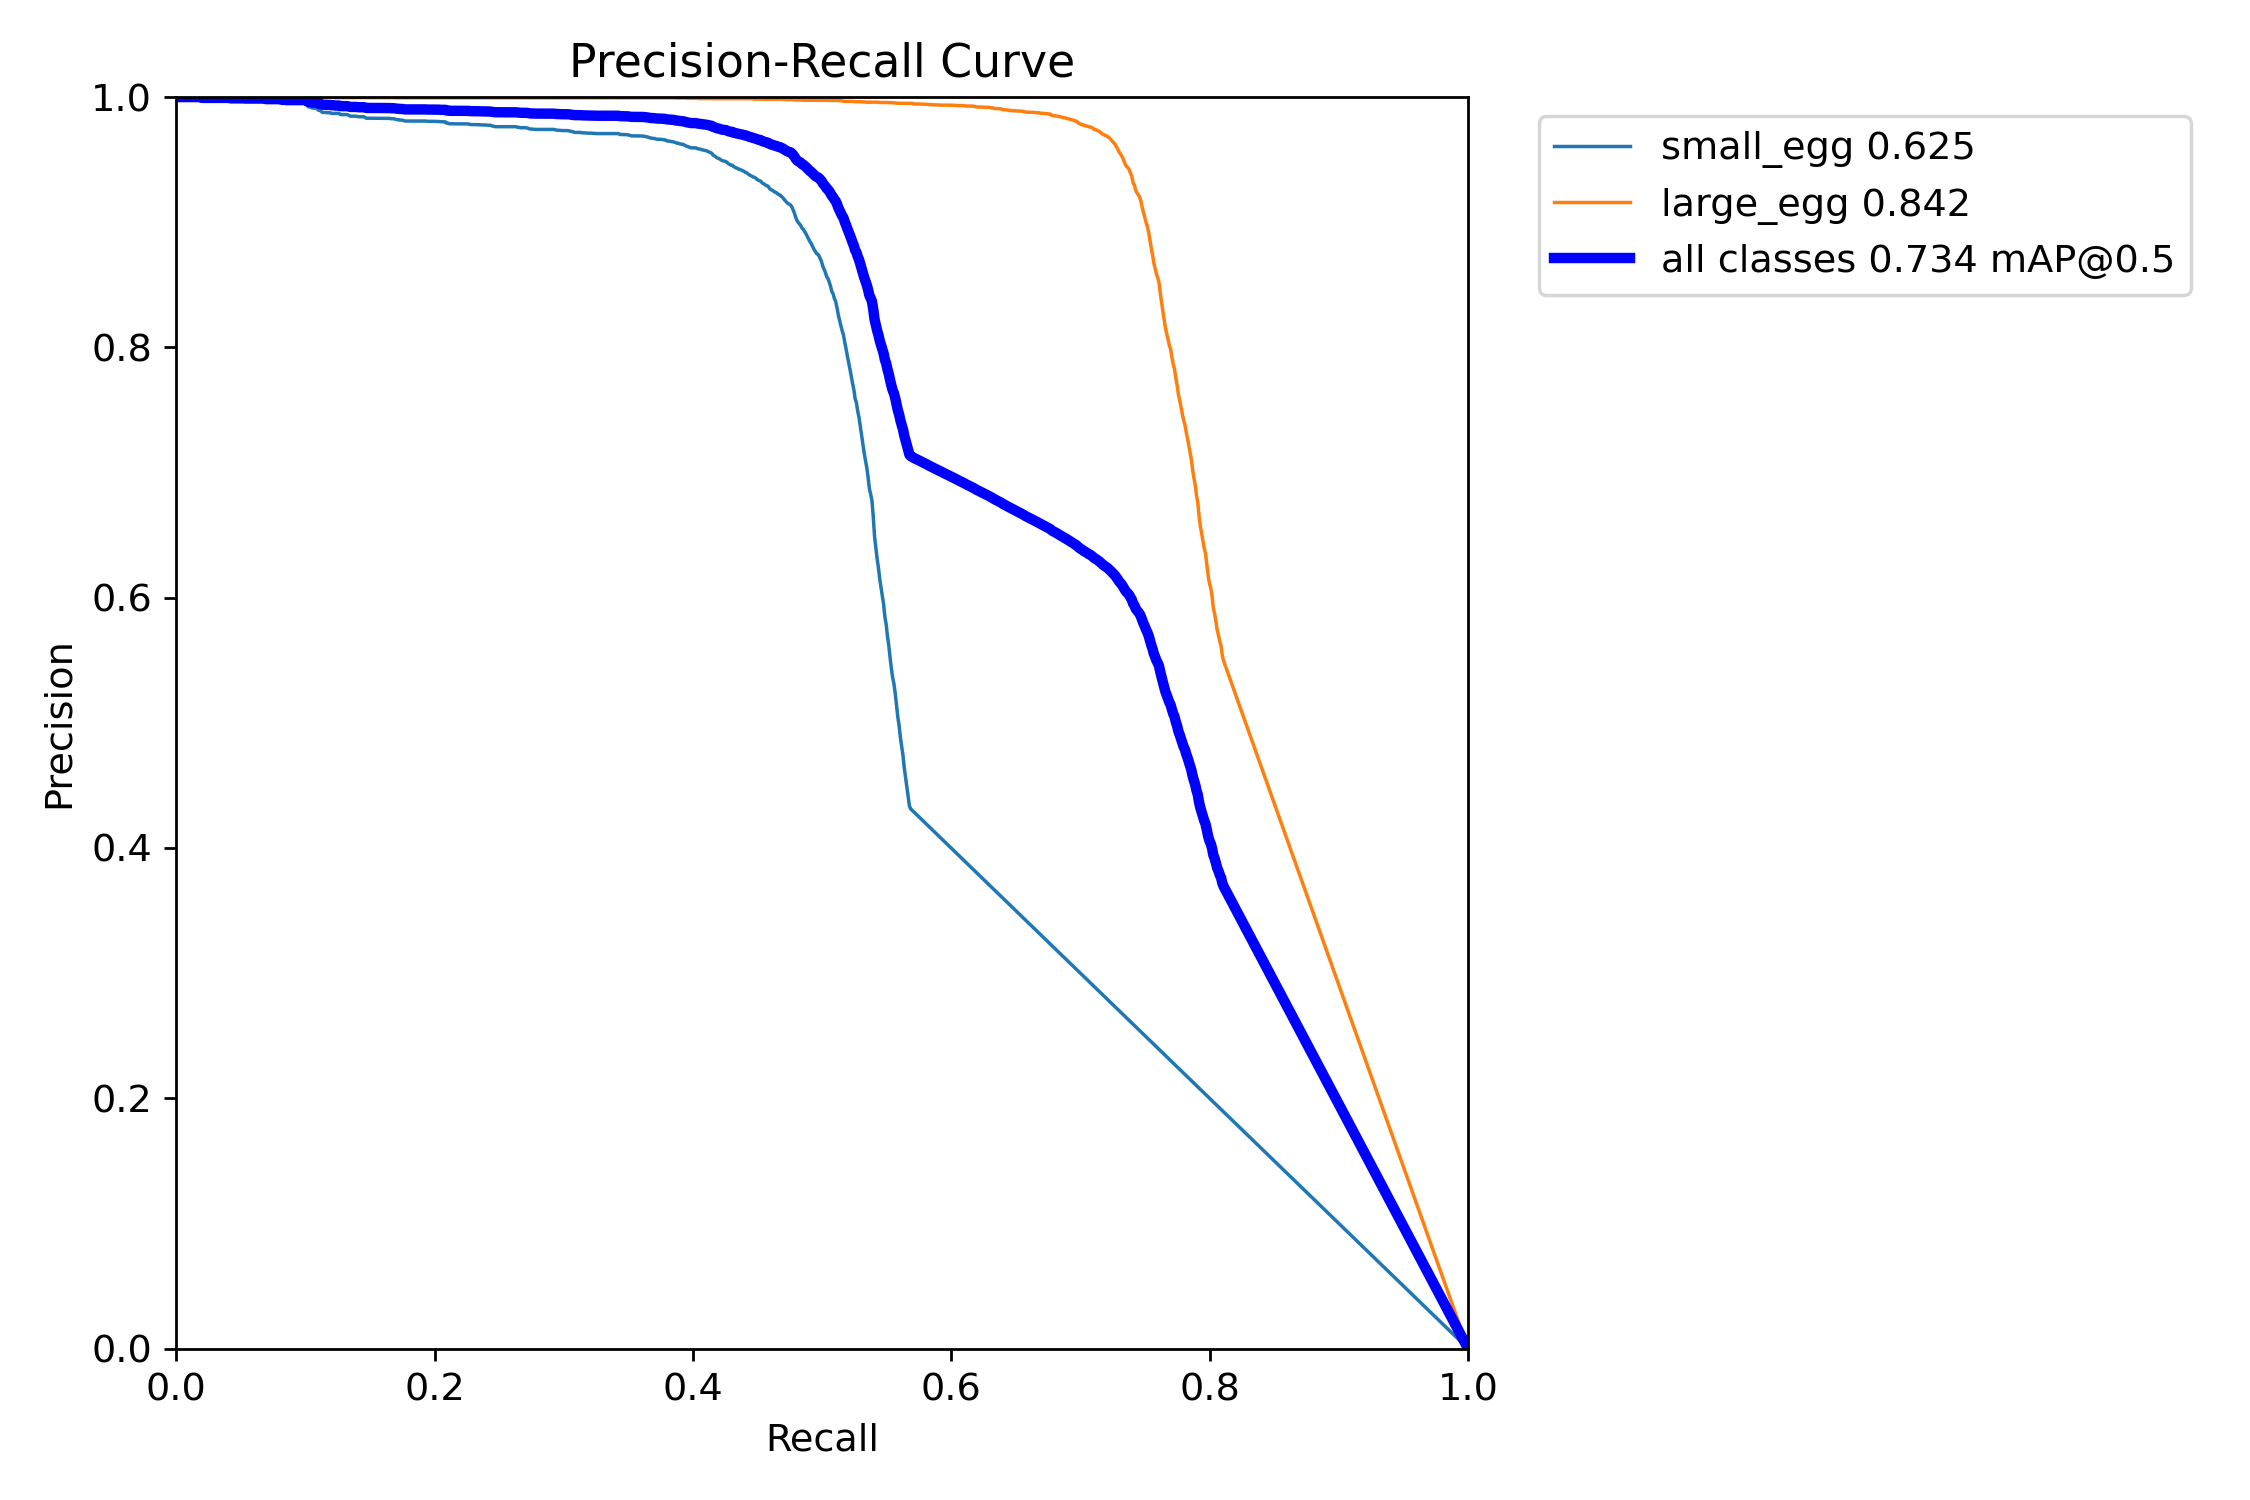 Precision-Recall Curve
small_egg 0.625
large_egg 0.842
all classes 0.734 mAP@0.5
1.0
0.8
0.6
0.4
0.2
0.0
Precision
0.0 0.2 0.4 0.6 0.8 1.0
Recall